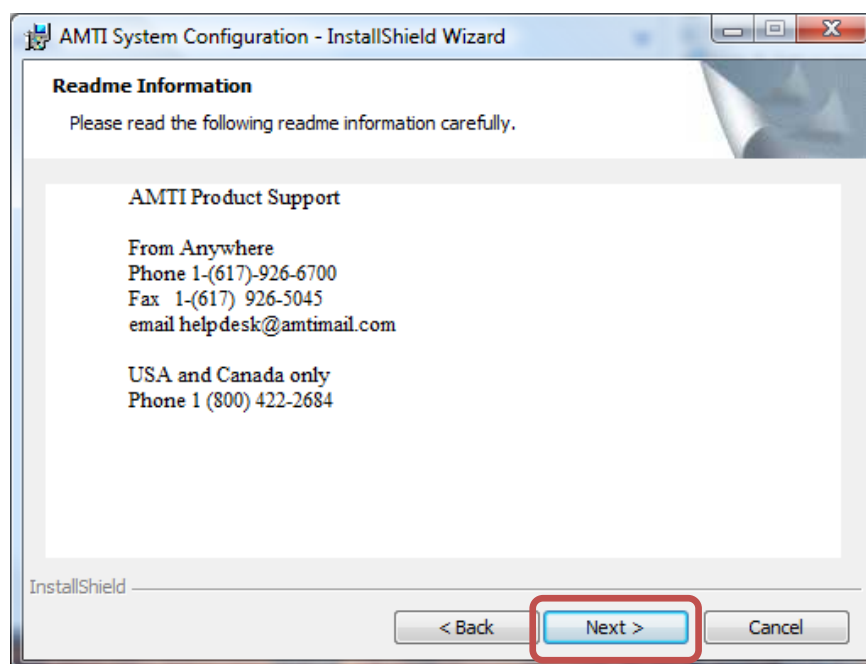 AMTI System Configuration - InstallShield Wizard
Readme Information
Please read the following readme information carefully.
AMTI Product Support
From Anywhere
Phone 1-(617)-926-6700
Fax 1-(617) 926-5045
email helpdesk@amtimail.com
USA and Canada only
Phone 1 (800) 422-2684
InstallShield
< Back Next > Cancel